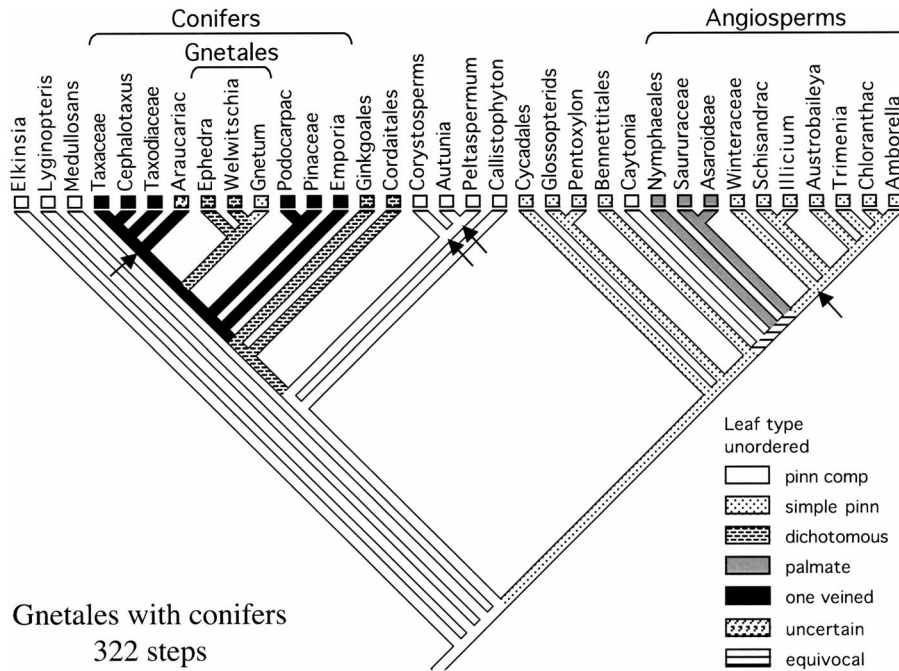 Conifers
Gnetales
Angiosperms
Elkinsia
Lyginopteris
Medullosans
Taxaceae
Cephalotaxus
Taxodiaceae
Araucariac
Ephedra
Welwitschia
Gnetum
Podocarpac
Pinaceae
Emporia
Ginkgoales
Cordaitales
Corystosperms
Autunia
Peltaspermum
Callistophyton
Cycadales
Glossopterids
Pentoxylon
Bennettitales
Caytonia
Nymphaeales
Saururaceae
Asaroideae
Winteraceae
Schisandrac
Illicium
Austrobaileya
Trimenia
Chloranthac
Amborella
Leaf type
unordered
pinn comp
simple pinn
dichotomous
palmate
one veined
uncertain
equivocal
Gnetales with conifers
322 steps